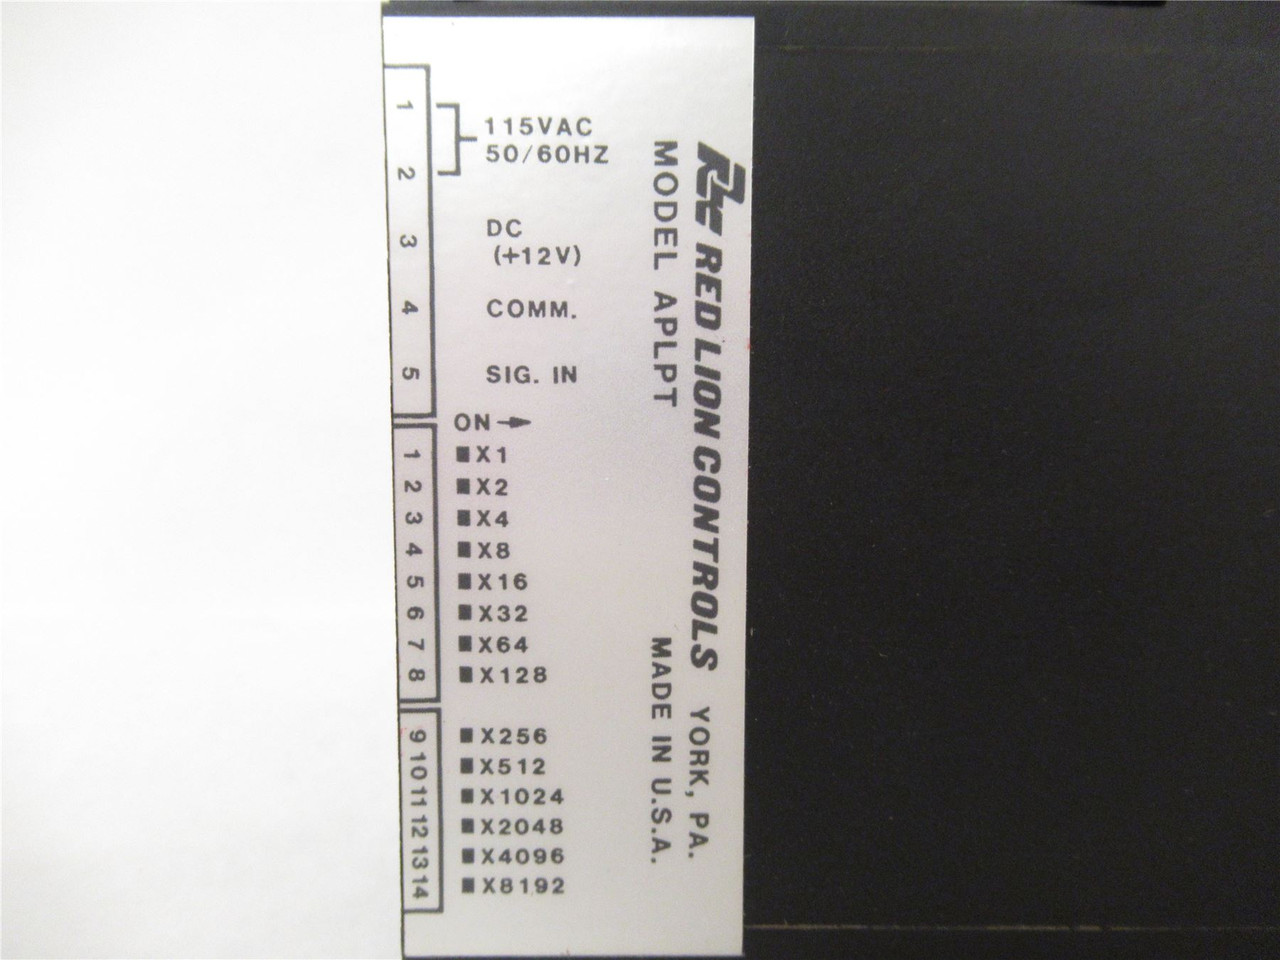 1
2
3
4
5
115VAC
50/60HZ
DC
(+12V)
COMM.
SIG. IN
ON
1 X1
2 X2
3 X4
4 X8
5 X16
6 X32
7 X64
8 X128
9 X256
10 X512
11 X1024
12 X2048
13 X4096
14 X8192
RED LION CONTROLS YORK, PA.
MODEL APLPT MADE IN U.S.A.